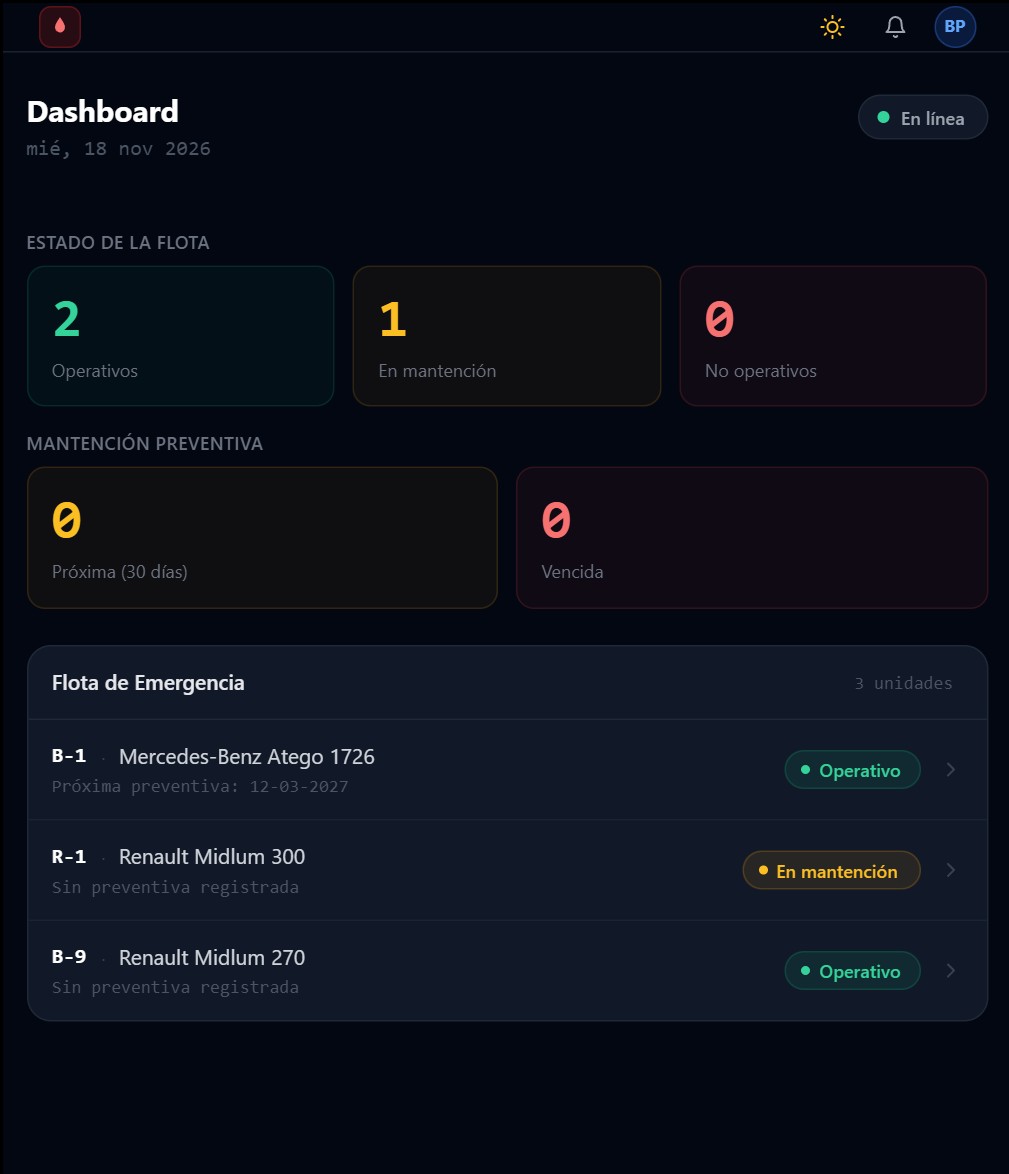 BP
Dashboard
En línea
mié, 18 nov 2026
ESTADO DE LA FLOTA
2
Operativos
1
En mantención
0
No operativos
MANTENCIÓN PREVENTIVA
0
Próxima (30 días)
0
Vencida
Flota de Emergencia
3 unidades
B-1 · Mercedes-Benz Atego 1726
Próxima preventiva: 12-03-2027
Operativo
R-1 · Renault Midlum 300
Sin preventiva registrada
En mantención
B-9 · Renault Midlum 270
Sin preventiva registrada
Operativo